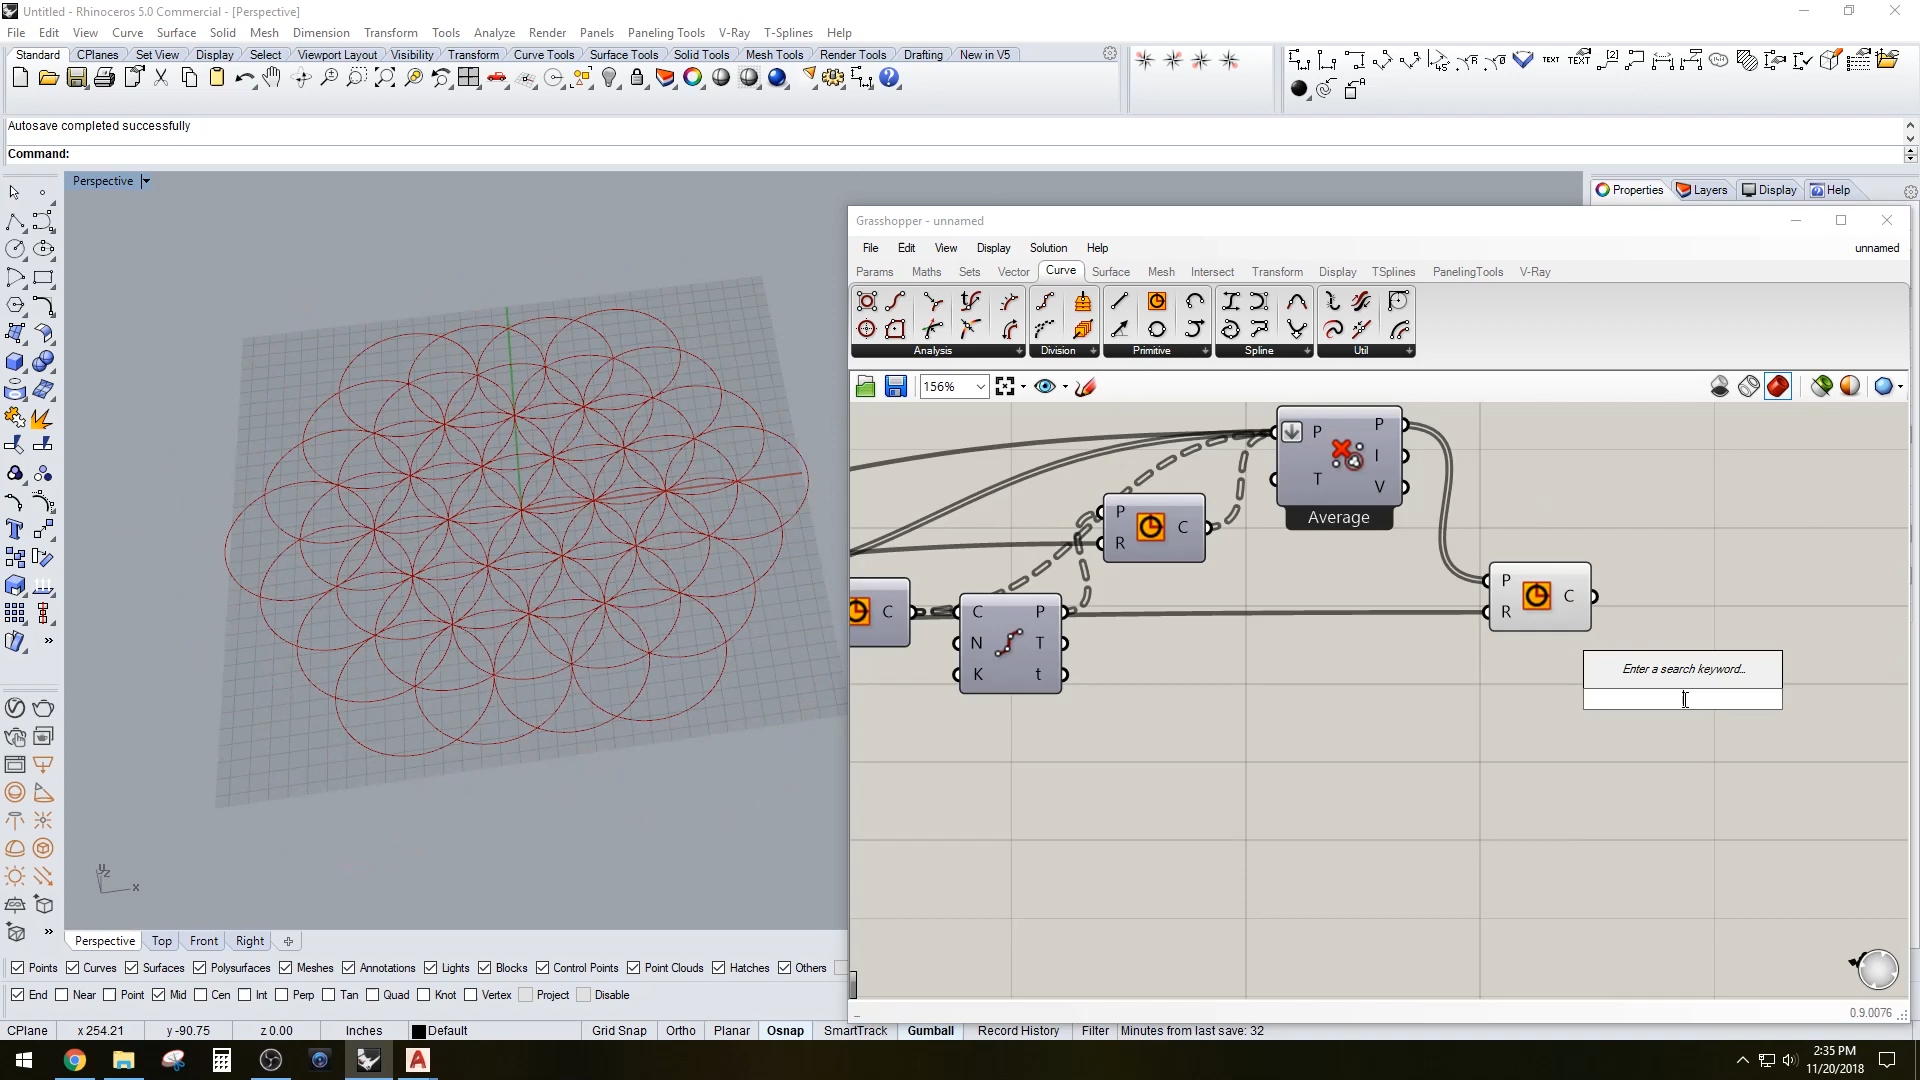 Untitled - Rhinoceros 5.0 Commercial - [Perspective]
File Edit View Curve Surface Solid Mesh Dimension Transform Tools Analyze Render Panels Paneling Tools V-Ray T-Splines Help
Standard CPlanes Set View Display Select Viewport Layout Visibility Transform Curve Tools Surface Tools Solid Tools Mesh Tools Render Tools Drafting New in V5
TEXT TEXT
Autosave completed successfully
Command:
Perspective
Properties Layers Display Help
Grasshopper - unnamed
File Edit View Display Solution Help unnamed
Params Maths Sets Vector Curve Surface Mesh Intersect Transform Display TSplines PanelingTools V-Ray
Analysis Division Primitive Spline Util
156%
P P
I
T V
Average
P C
R
P C
R
C
C P
N T
K t
Enter a search keyword...
y x
Perspective Top Front Right
Points Curves Surfaces Polysurfaces Meshes Annotations Lights Blocks Control Points Point Clouds Hatches Others
End Near Point Mid Cen Int Perp Tan Quad Knot Vertex Project Disable
0.9.0076
CPlane x 254.21 y -90.75 z 0.00 Inches Default Grid Snap Ortho Planar Osnap SmartTrack Gumball Record History Filter Minutes from last save: 32
2:35 PM
11/20/2018